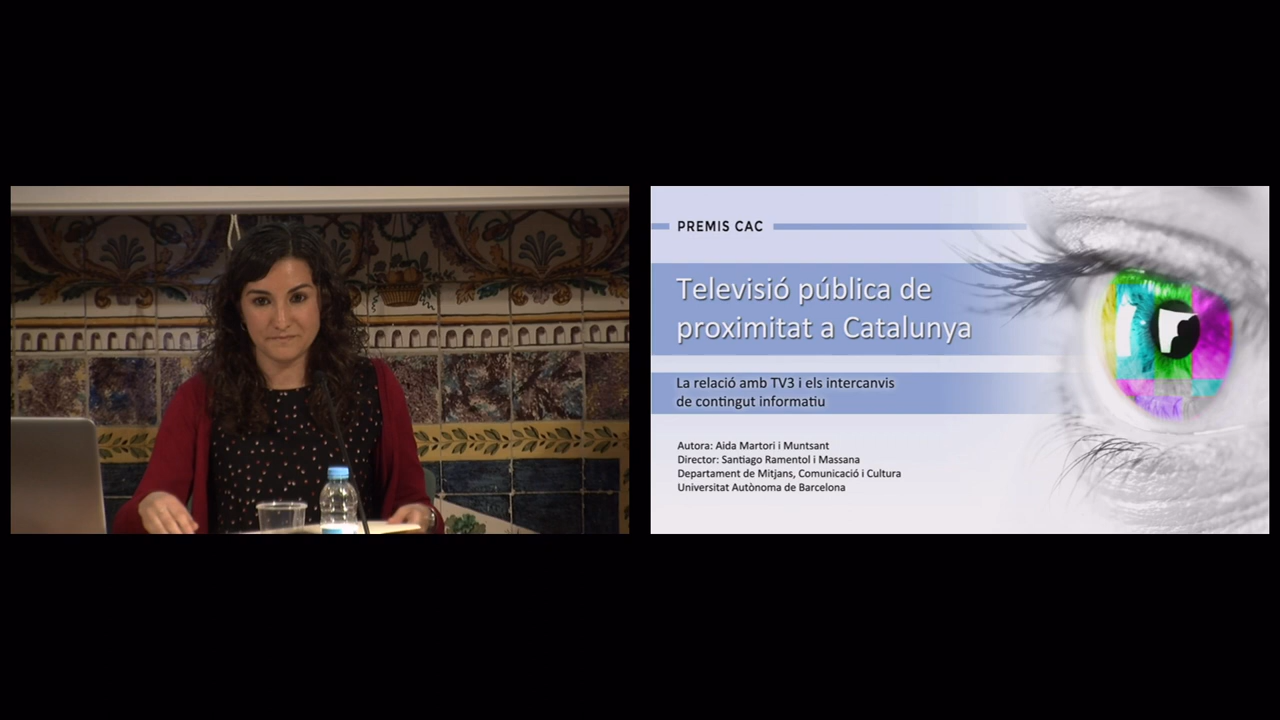 PREMIS CAC
Televisió pública de
proximitat a Catalunya
La relació amb TV3 i els intercanvis
de contingut informatiu
Autora: Aida Martori i Muntsant
Director: Santiago Ramentol i Massana
Departament de Mitjans, Comunicació i Cultura
Universitat Autònoma de Barcelona